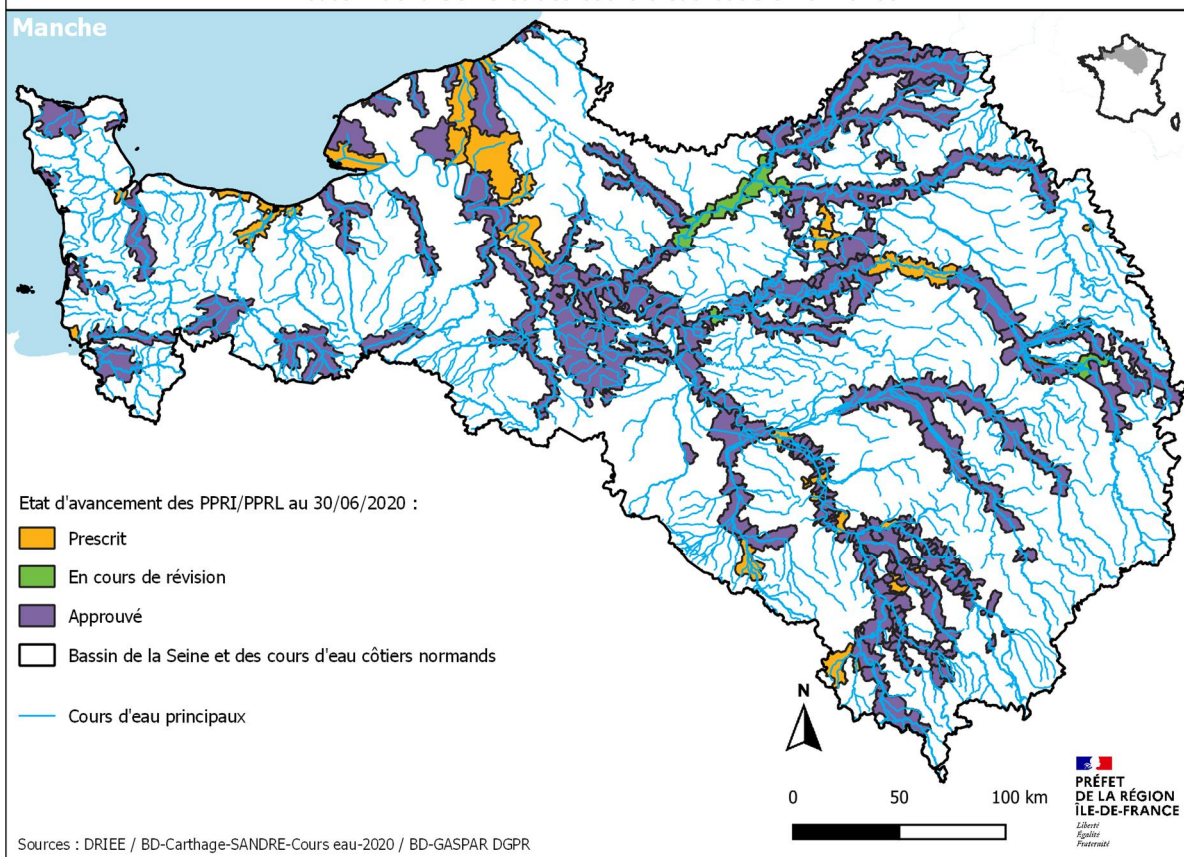 Manche
Etat d'avancement des PPRI/PPRL au 30/06/2020 :
Prescrit
En cours de révision
Approuvé
Bassin de la Seine et des cours d'eau côtiers normands
Cours d'eau principaux
N
0 50 100 km
PRÉFET
DE LA RÉGION
ÎLE-DE-FRANCE
Liberté
Égalité
Fraternité
Sources : DRIEE / BD-Carthage-SANDRE-Cours eau-2020 / BD-GASPAR DGPR